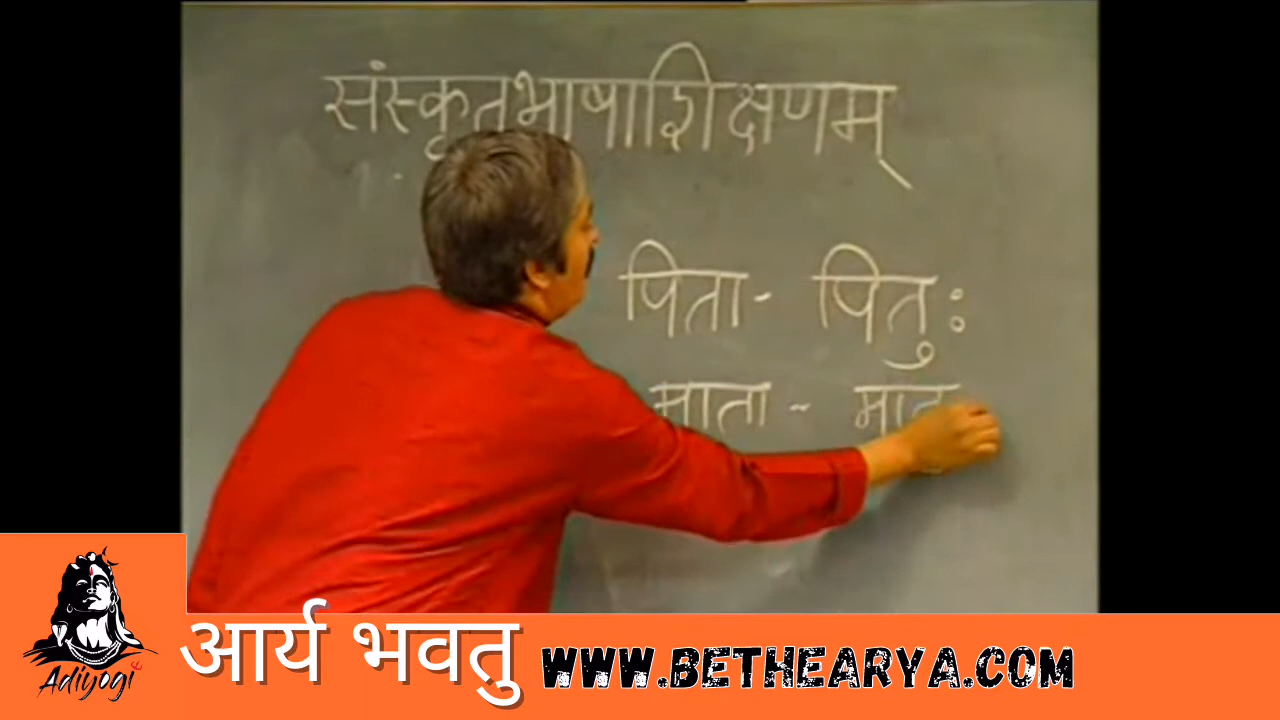 संस्कृतभाषाशिक्षणम्
पिता - पितुः
माता - मात
Adiyogi
आर्य भवतु
WWW.BETHEARYA.COM